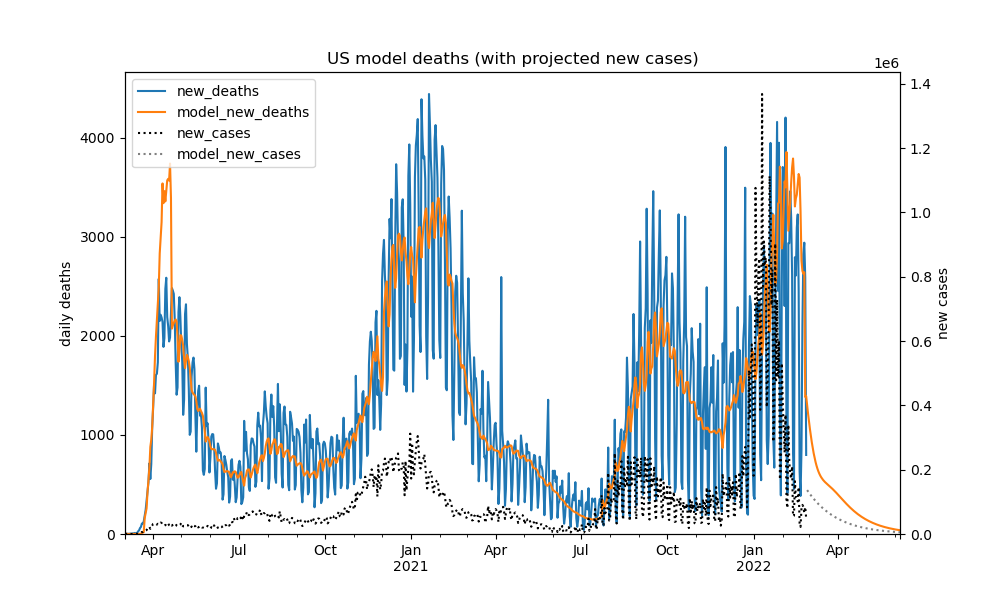 US model deaths (with projected new cases)
1e6
new_deaths
model_new_deaths
new_cases
model_new_cases
daily deaths
4000
3000
2000
1000
0
new cases
1.4
1.2
1.0
0.8
0.6
0.4
0.2
0.0
Apr Jul Oct Jan Apr Jul Oct Jan Apr
2021 2022